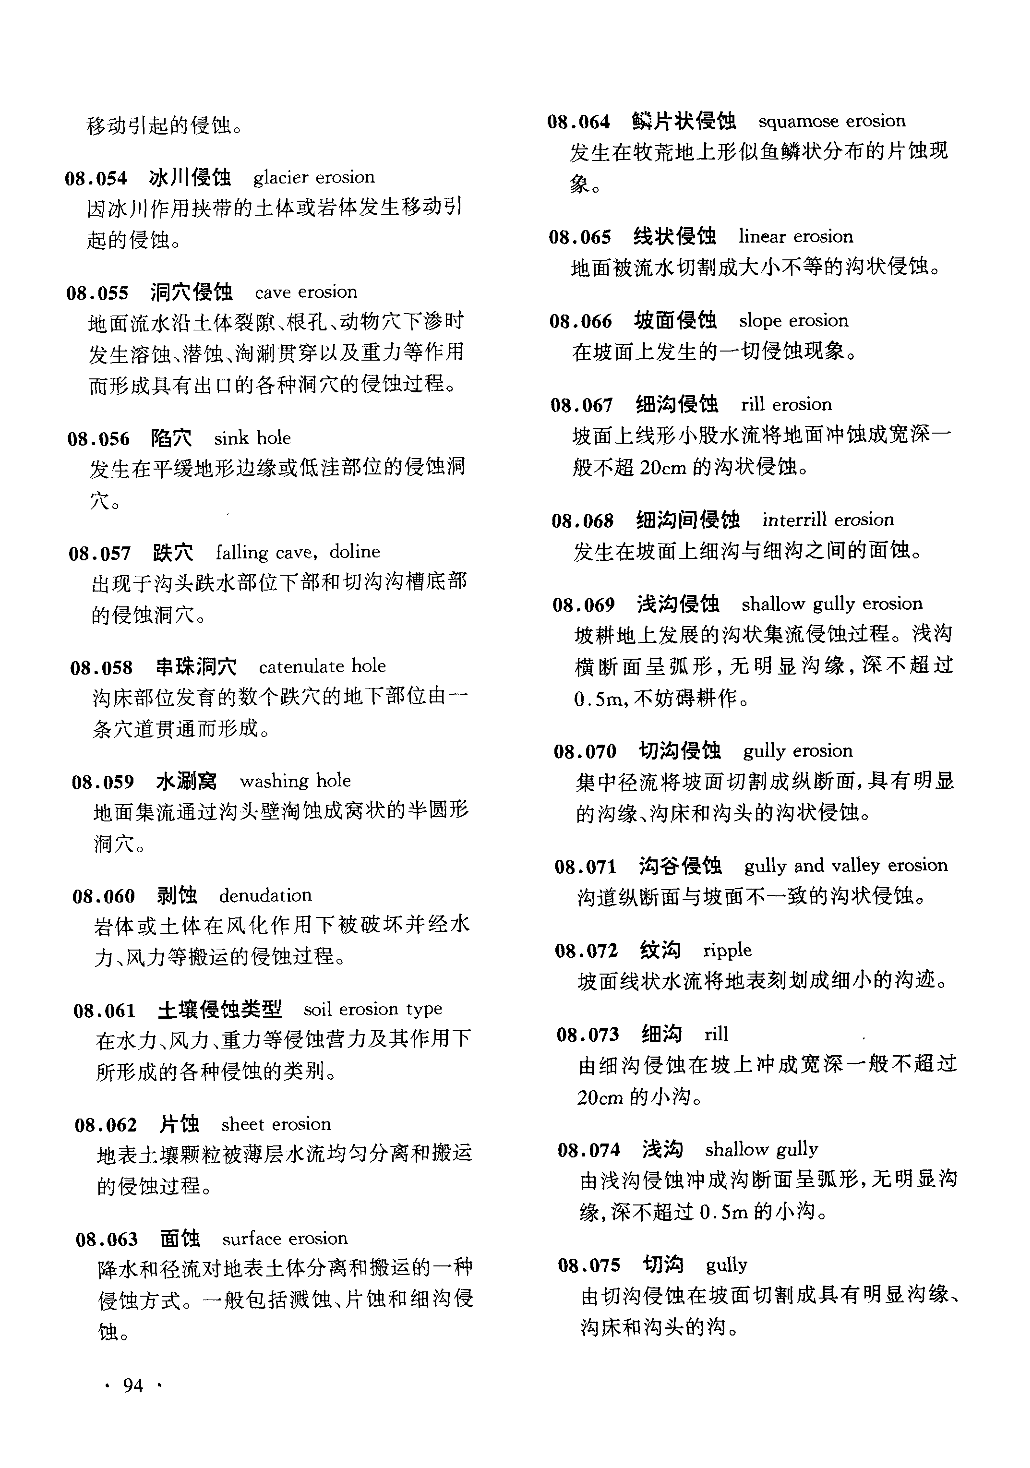 移动引起的侵蚀。
08.054 冰川侵蚀 glacier erosion
因冰川作用挟带的土体或岩体发生移动引
起的侵蚀。
08.055 洞穴侵蚀 cave erosion
地面流水沿土体裂隙、根孔、动物穴下渗时
发生溶蚀、潜蚀、淘涮贯穿以及重力等作用
而形成具有出口的各种洞穴的侵蚀过程。
08.056 陷穴 sink hole
发生在平缓地形边缘或低洼部位的侵蚀洞
穴。
08.057 跌穴 falling cave, doline
出现于沟头跌水部位下部和切沟沟槽底部
的侵蚀洞穴。
08.058 串珠洞穴 catenulate hole
沟床部位发育的数个跌穴的地下部位由一
条穴道贯通而形成。
08.059 水涮窝 washing hole
地面集流通过沟头壁淘蚀成窝状的半圆形
洞穴。
08.060 剥蚀 denudation
岩体或土体在风化作用下被破坏并经水
力、风力等搬运的侵蚀过程。
08.061 土壤侵蚀类型 soil erosion type
在水力、风力、重力等侵蚀营力及其作用下
所形成的各种侵蚀的类别。
08.062 片蚀 sheet erosion
地表土壤颗粒被薄层水流均匀分离和搬运
的侵蚀过程。
08.063 面蚀 surface erosion
降水和径流对地表土体分离和搬运的一种
侵蚀方式。一般包括溅蚀、片蚀和细沟侵
蚀。
08.064 鳞片状侵蚀 squamose erosion
发生在牧荒地上形似鱼鳞状分布的片蚀现
象。
08.065 线状侵蚀 linear erosion
地面被流水切割成大小不等的沟状侵蚀。
08.066 坡面侵蚀 slope erosion
在坡面上发生的一切侵蚀现象。
08.067 细沟侵蚀 rill erosion
坡面上线形小股水流将地面冲蚀成宽深一
般不超 20cm 的沟状侵蚀。
08.068 细沟间侵蚀 interrill erosion
发生在坡面上细沟与细沟之间的面蚀。
08.069 浅沟侵蚀 shallow gully erosion
坡耕地上发展的沟状集流侵蚀过程。浅沟
横断面呈弧形,无明显沟缘,深不超过
0.5m,不妨碍耕作。
08.070 切沟侵蚀 gully erosion
集中径流将坡面切割成纵断面,具有明显
的沟缘、沟床和沟头的沟状侵蚀。
08.071 沟谷侵蚀 gully and valley erosion
沟道纵断面与坡面不一致的沟状侵蚀。
08.072 纹沟 ripple
坡面线状水流将地表刻划成细小的沟迹。
08.073 细沟 rill
由细沟侵蚀在坡上冲成宽深一般不超过
20cm 的小沟。
08.074 浅沟 shallow gully
由浅沟侵蚀冲成沟断面呈弧形,无明显沟
缘,深不超过 0.5m 的小沟。
08.075 切沟 gully
由切沟侵蚀在坡面切割成具有明显沟缘、
沟床和沟头的沟。
· 94 ·